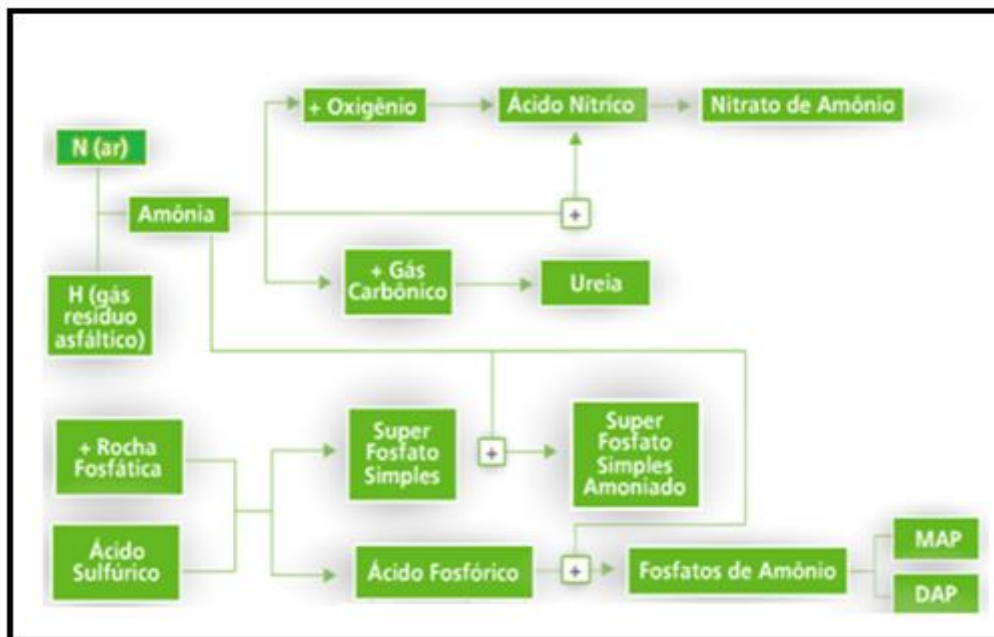 + Oxigênio
Ácido Nítrico
Nitrato de Amônio
N (ar)
Amônia
+
H (gás
resíduo
asfáltico)
+ Gás
Carbônico
Ureia
+ Rocha
Fosfática
Super
Fosfato
Simples
+
Super
Fosfato
Simples
Amoniado
Ácido
Sulfúrico
Ácido Fosfórico
+
Fosfatos de Amônio
MAP
DAP